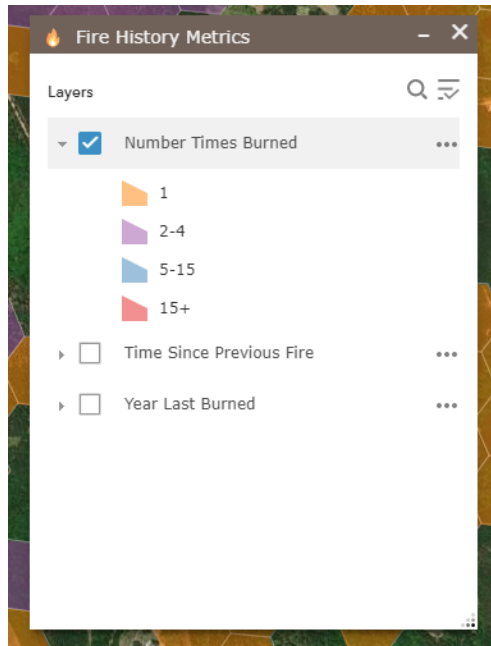 Fire History Metrics
Layers
Number Times Burned
1
2-4
5-15
15+
Time Since Previous Fire
Year Last Burned